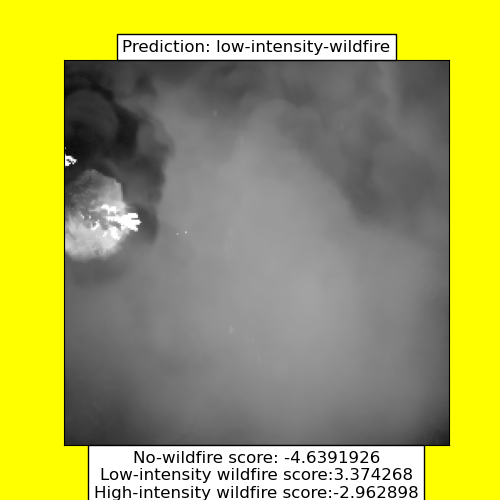 Prediction: low-intensity-wildfire
No-wildfire score: -4.6391926
Low-intensity wildfire score:3.374268
High-intensity wildfire score:-2.962898